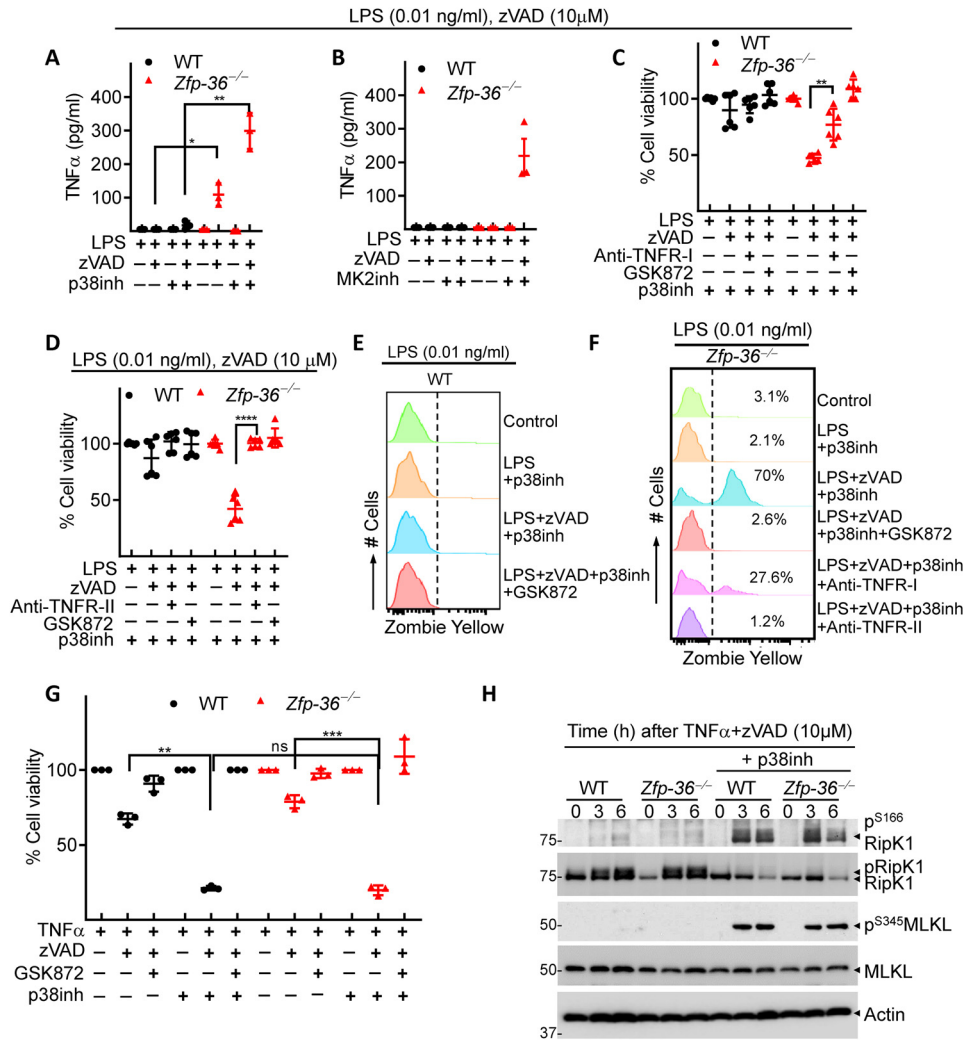 LPS (0.01 ng/ml), zVAD (10μM)
A
WT
Zfp-36−/−
TNFα (pg/ml)
400
300
200
100
**
*
LPS + + + + + + + +
zVAD − + − + − + − +
p38inh − − + + − − + +
B
WT
Zfp-36−/−
TNFα (pg/ml)
400
300
200
100
LPS + + + + + + + +
zVAD − + − + − + − +
MK2inh − − + + − − + +
C
WT
Zfp-36−/−
% Cell viability
100
50
**
LPS + + + + + + + +
zVAD − + + + − + + +
Anti-TNFR-I − − + − − − + −
GSK872 − − − + − − − +
p38inh + + + + + + + +
D
LPS (0.01 ng/ml), zVAD (10 μM)
WT Zfp-36−/−
% Cell viability
100
50
****
LPS + + + + + + + +
zVAD − + + + − + + +
Anti-TNFR-II − − + − − − + −
GSK872 − − − + − − − +
p38inh + + + + + + + +
E
LPS (0.01 ng/ml)
WT
Control
LPS
+p38inh
LPS+zVAD
+p38inh
LPS+zVAD+p38inh
+GSK872
# Cells
Zombie Yellow
F
LPS (0.01 ng/ml)
Zfp-36−/−
3.1% Control
2.1% LPS
+p38inh
70% LPS+zVAD
+p38inh
2.6% LPS+zVAD
+p38inh+GSK872
27.6% LPS+zVAD+p38inh
+Anti-TNFR-I
1.2% LPS+zVAD+p38inh
+Anti-TNFR-II
# Cells
Zombie Yellow
G
WT Zfp-36−/−
% Cell viability
100
50
0
** ns ***
TNFα + + + + + + + + + + + +
zVAD − + + − + + − + + − + +
GSK872 − − + − − + − − + − − +
p38inh − − − + + + − − − + + +
H
Time (h) after TNFα+zVAD (10μM)
+ p38inh
WT Zfp-36−/− WT Zfp-36−/−
0 3 6 0 3 6 0 3 6 0 3 6
75- pS166
RipK1
75- pRipK1
RipK1
50- pS345MLKL
50- MLKL
Actin
37-